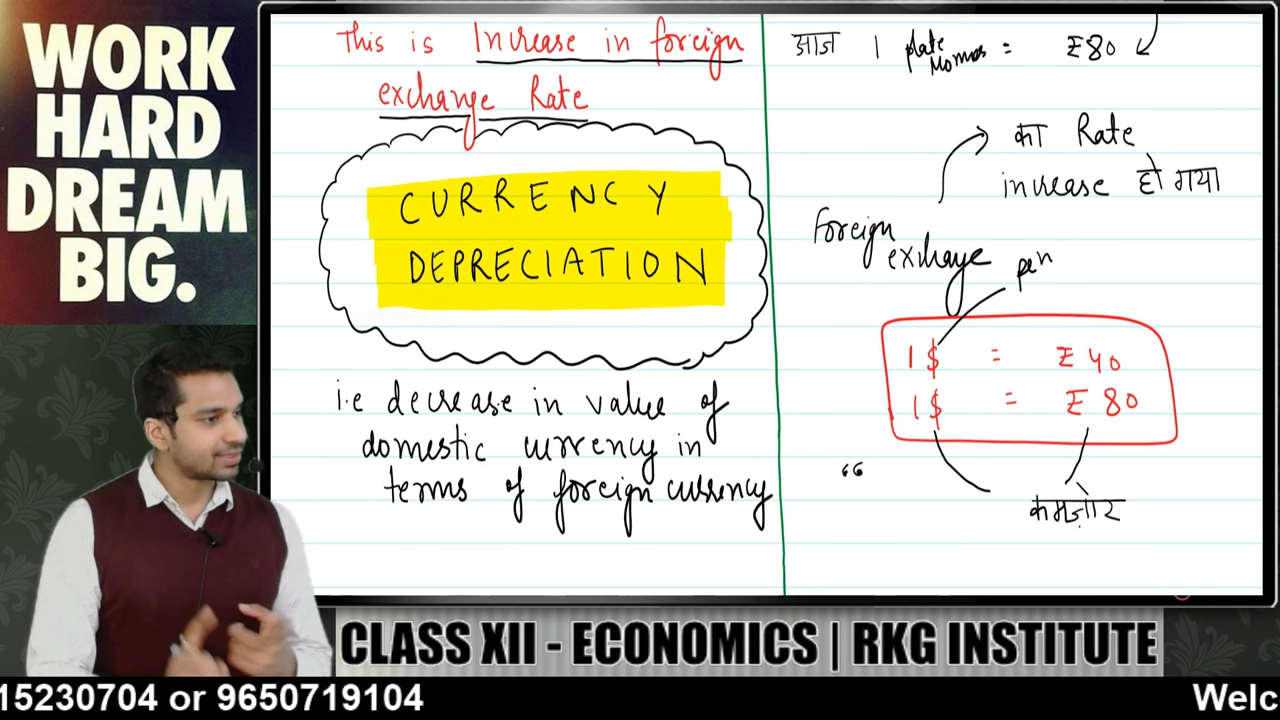 WORK
HARD
DREAM
BIG.
This is Increase in foreign
exchange Rate
CURRENCY
DEPRECIATION
i.e decrease in value of
domestic currency in
terms of foreign currency
आज 1 plate Momos = ₹80
का Rate
increase हो गया
Foreign
exchange
1$ = ₹40
1$ = ₹80
“
कमज़ोर
CLASS XII - ECONOMICS | RKG INSTITUTE
15230704 or 9650719104
Welc